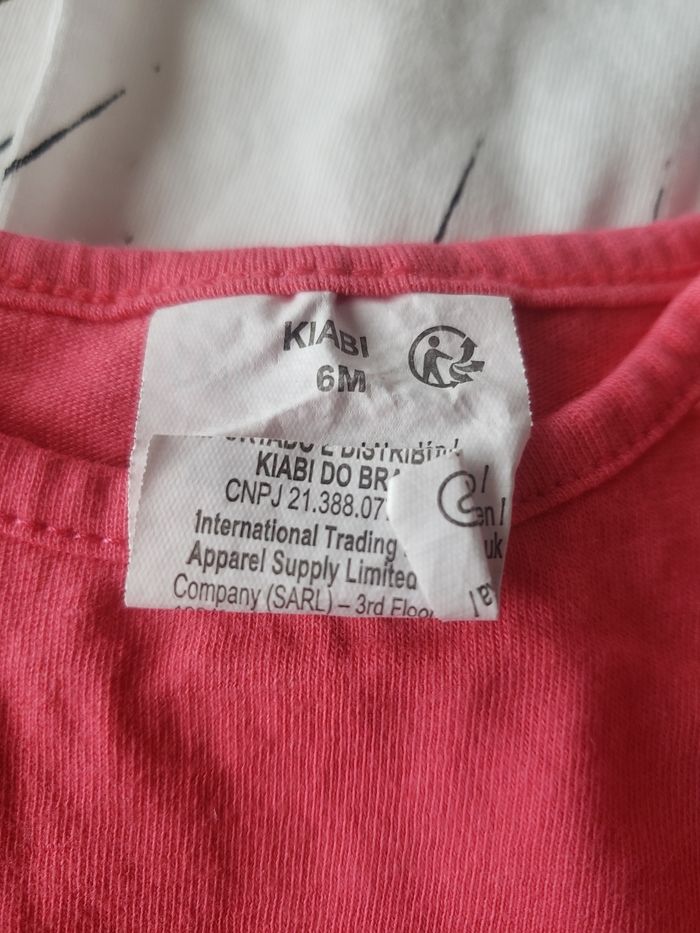 KIABI
6M
KIABI DO BRA
CNPJ 21.388.07
International Trading
uk
Apparel Supply Limited
Company (SARL) – 3rd Floor